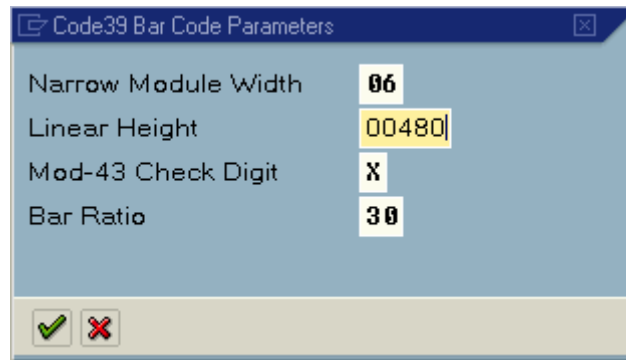 Code39 Bar Code Parameters
Narrow Module Width 06
Linear Height 00480
Mod-43 Check Digit X
Bar Ratio 30